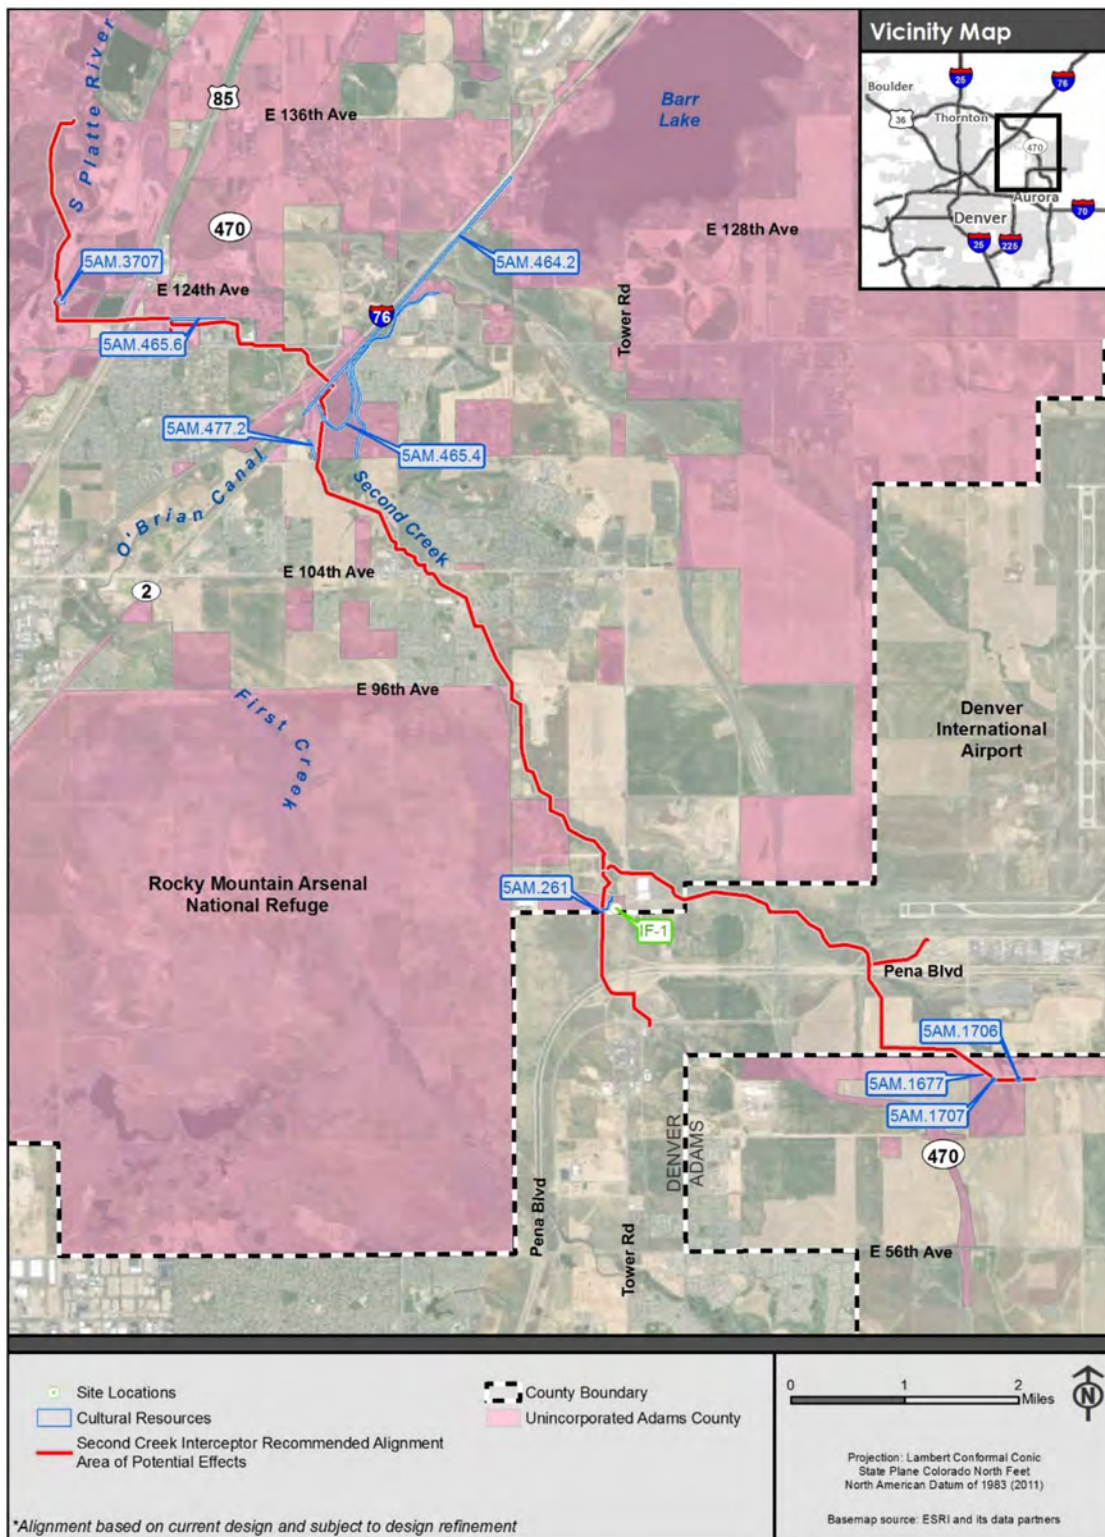 Vicinity Map
25
76
Boulder
36
Thornton
470
Aurora
Denver
70
25
225
S Platte River
85
E 136th Ave
Barr
Lake
470
E 128th Ave
5AM.3707
5AM.464.2
E 124th Ave
76
Tower Rd
5AM.465.6
5AM.477.2
5AM.465.4
O'Brian Canal
Second Creek
E 104th Ave
2
E 96th Ave
First Creek
Denver
International
Airport
Rocky Mountain Arsenal
National Refuge
5AM.261
IF-1
Pena Blvd
5AM.1706
5AM.1677
5AM.1707
DENVER
ADAMS
470
Pena Blvd
Tower Rd
E 56th Ave
Site Locations
Cultural Resources
Second Creek Interceptor Recommended Alignment
Area of Potential Effects
County Boundary
Unincorporated Adams County
0 1 2
Miles
N
Projection: Lambert Conformal Conic
State Plane Colorado North Feet
North American Datum of 1983 (2011)
Basemap source: ESRI and its data partners
*Alignment based on current design and subject to design refinement